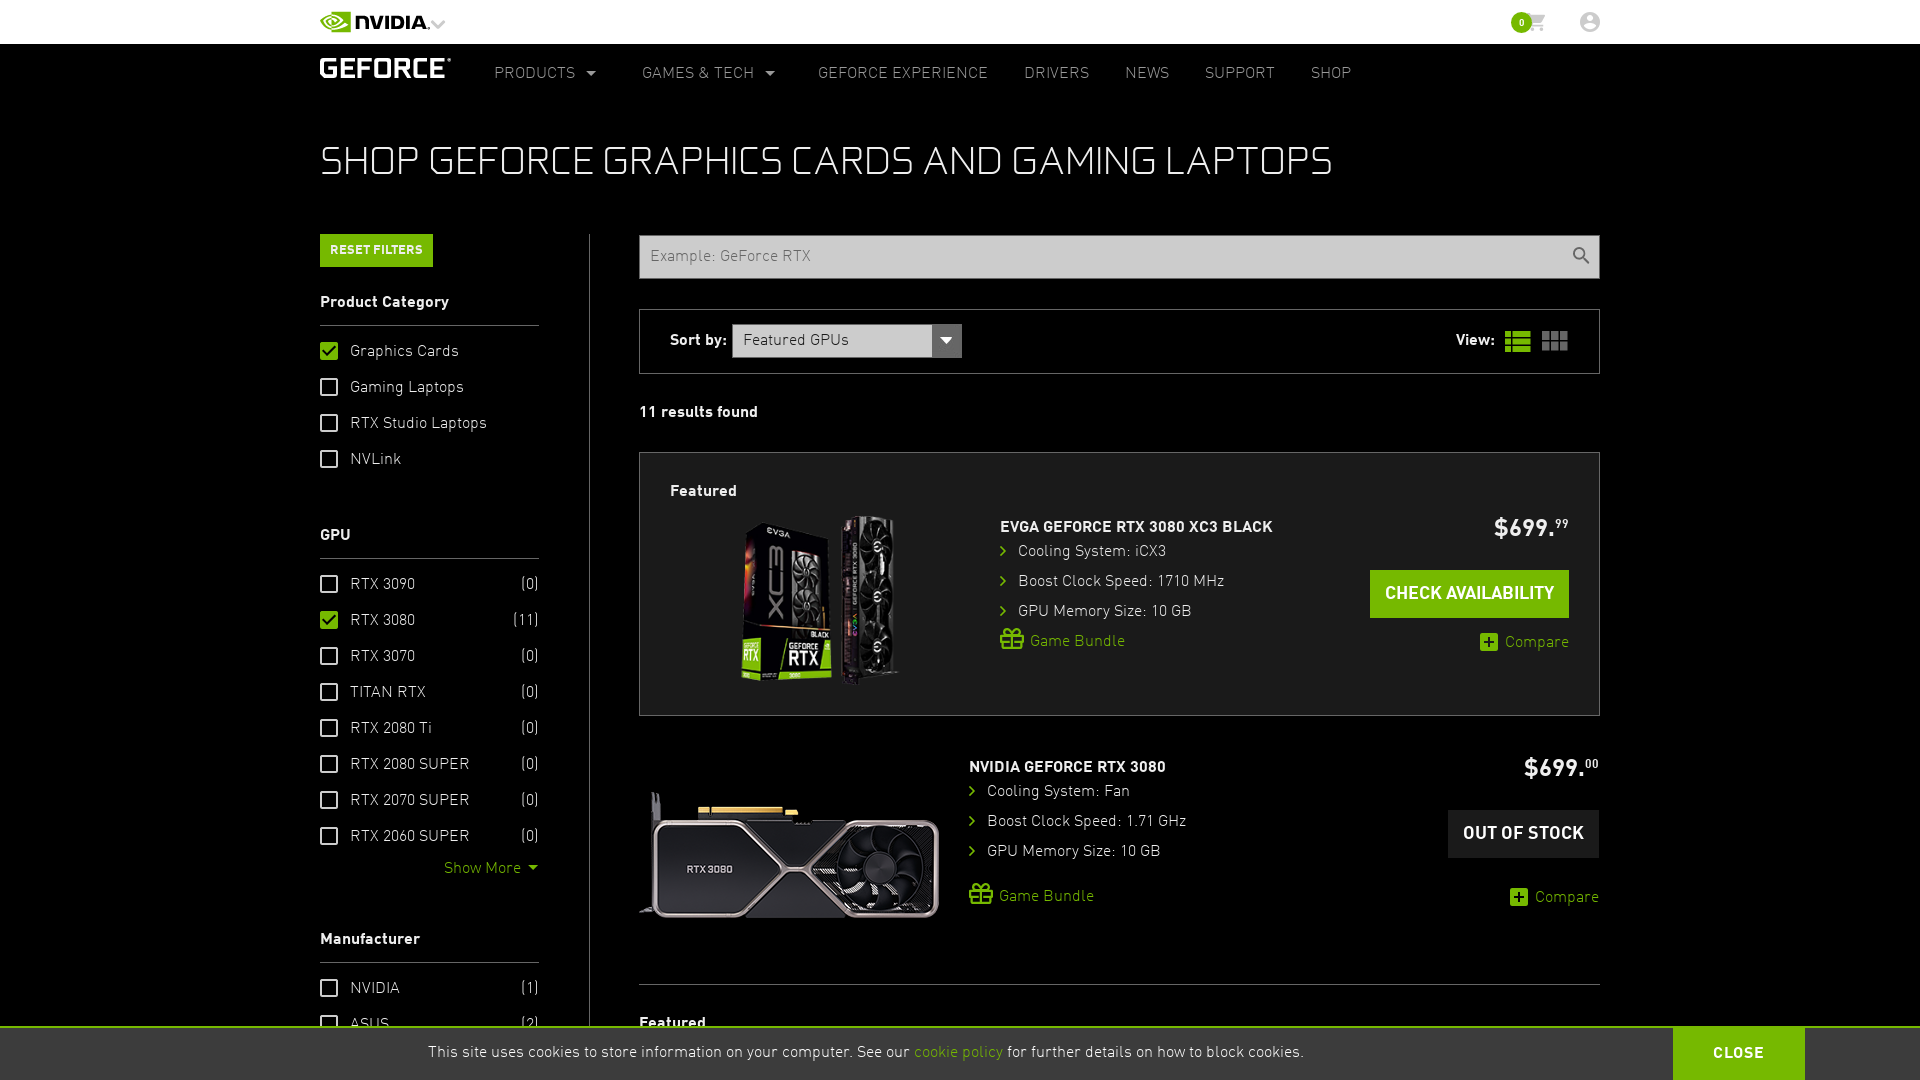 NVIDIA.
0
GEFORCE
PRODUCTS
GAMES & TECH
GEFORCE EXPERIENCE
DRIVERS
NEWS
SUPPORT
SHOP
SHOP GEFORCE GRAPHICS CARDS AND GAMING LAPTOPS
RESET FILTERS
Product Category
Graphics Cards
Gaming Laptops
RTX Studio Laptops
NVLink
GPU
RTX 3090 (0)
RTX 3080 (11)
RTX 3070 (0)
TITAN RTX (0)
RTX 2080 Ti (0)
RTX 2080 SUPER (0)
RTX 2070 SUPER (0)
RTX 2060 SUPER (0)
Show More
Manufacturer
NVIDIA (1)
ASUS (2)
Example: GeForce RTX
Sort by: Featured GPUs
View:
11 results found
Featured
EVGA
XC3
BLACK
GEFORCE
RTX
RTX
EVGA GEFORCE RTX 3080 XC3 BLACK
Cooling System: iCX3
Boost Clock Speed: 1710 MHz
GPU Memory Size: 10 GB
Game Bundle
$699.99
CHECK AVAILABILITY
Compare
RTX 3080
NVIDIA GEFORCE RTX 3080
Cooling System: Fan
Boost Clock Speed: 1.71 GHz
GPU Memory Size: 10 GB
Game Bundle
$699.00
OUT OF STOCK
Compare
Featured
This site uses cookies to store information on your computer. See our cookie policy for further details on how to block cookies.
CLOSE